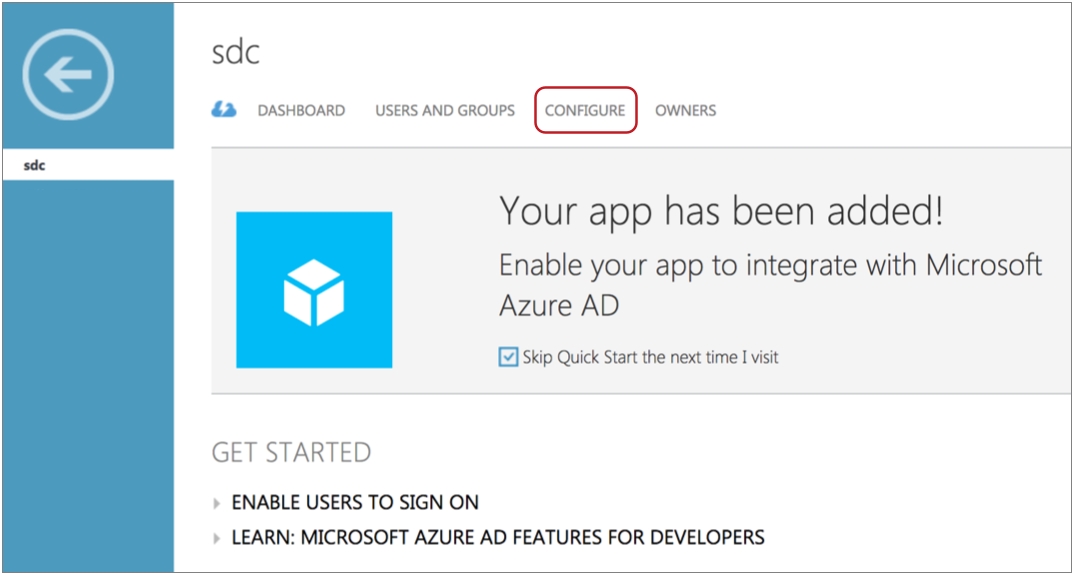 sdc
DASHBOARD USERS AND GROUPS CONFIGURE OWNERS
sdc
Your app has been added!
Enable your app to integrate with Microsoft
Azure AD
Skip Quick Start the next time I visit
GET STARTED
ENABLE USERS TO SIGN ON
LEARN: MICROSOFT AZURE AD FEATURES FOR DEVELOPERS